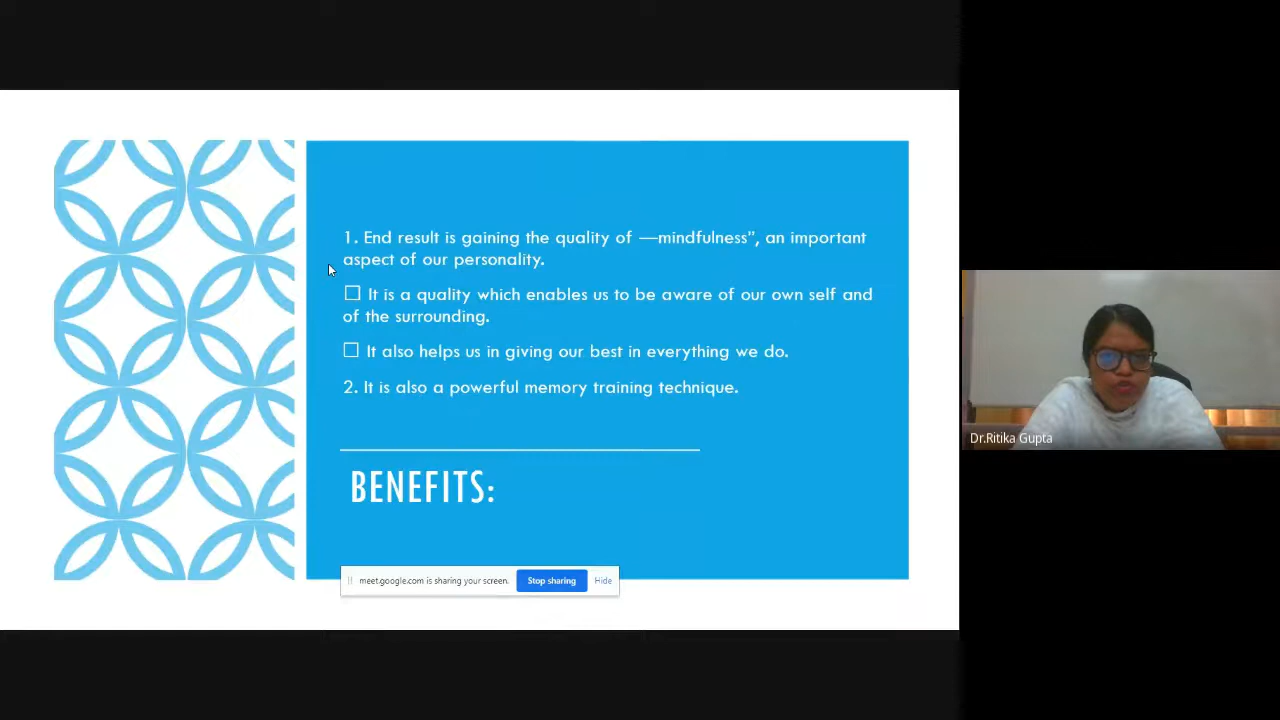 1. End result is gaining the quality of —mindfulness", an important
aspect of our personality.
☐ It is a quality which enables us to be aware of our own self and
of the surrounding.
☐ It also helps us in giving our best in everything we do.
2. It is also a powerful memory training technique.
BENEFITS:
meet.google.com is sharing your screen. Stop sharing Hide
Dr.Ritika Gupta